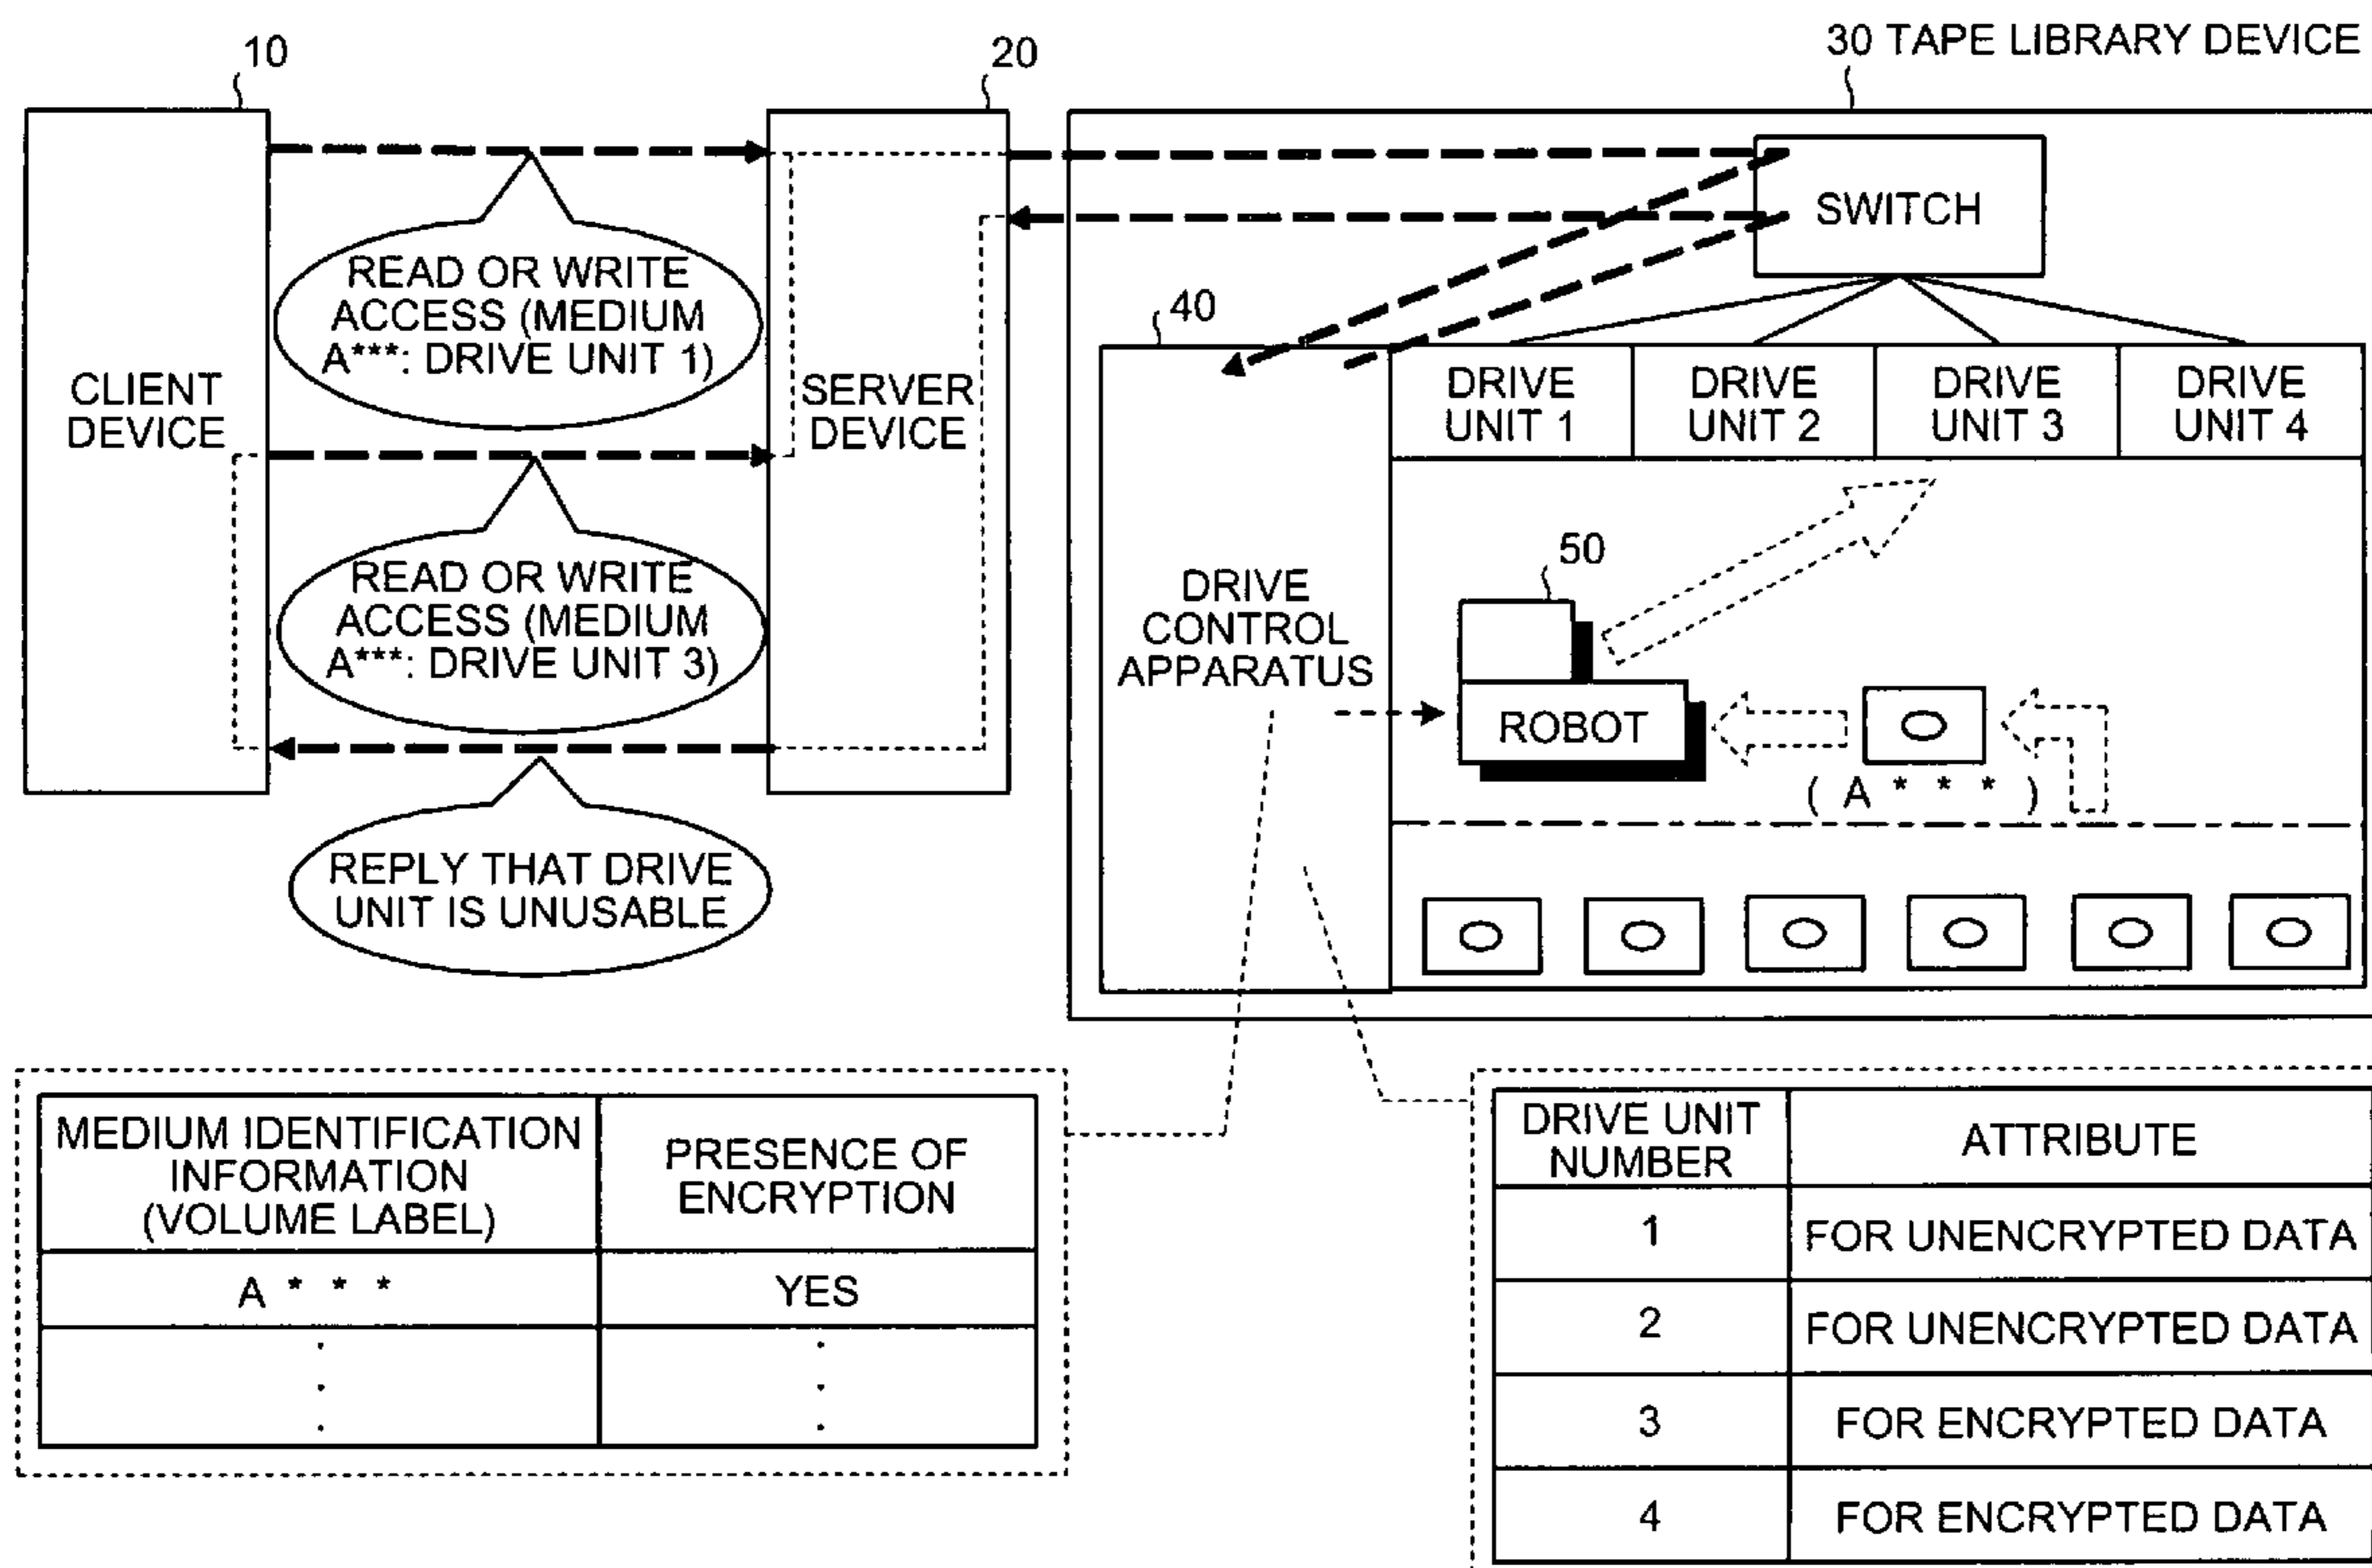 10
20
30 TAPE LIBRARY DEVICE
SWITCH
READ OR WRITE
ACCESS (MEDIUM
A***: DRIVE UNIT 1)
40
CLIENT
DEVICE
SERVER
DEVICE
DRIVE
UNIT 1
DRIVE
UNIT 2
DRIVE
UNIT 3
DRIVE
UNIT 4
READ OR WRITE
ACCESS (MEDIUM
A***: DRIVE UNIT 3)
DRIVE
CONTROL
APPARATUS
50
ROBOT
( A * * * )
REPLY THAT DRIVE
UNIT IS UNUSABLE
MEDIUM IDENTIFICATION
INFORMATION
(VOLUME LABEL)
PRESENCE OF
ENCRYPTION
A * * *
YES
DRIVE UNIT
NUMBER
ATTRIBUTE
1
FOR UNENCRYPTED DATA
2
FOR UNENCRYPTED DATA
3
FOR ENCRYPTED DATA
4
FOR ENCRYPTED DATA